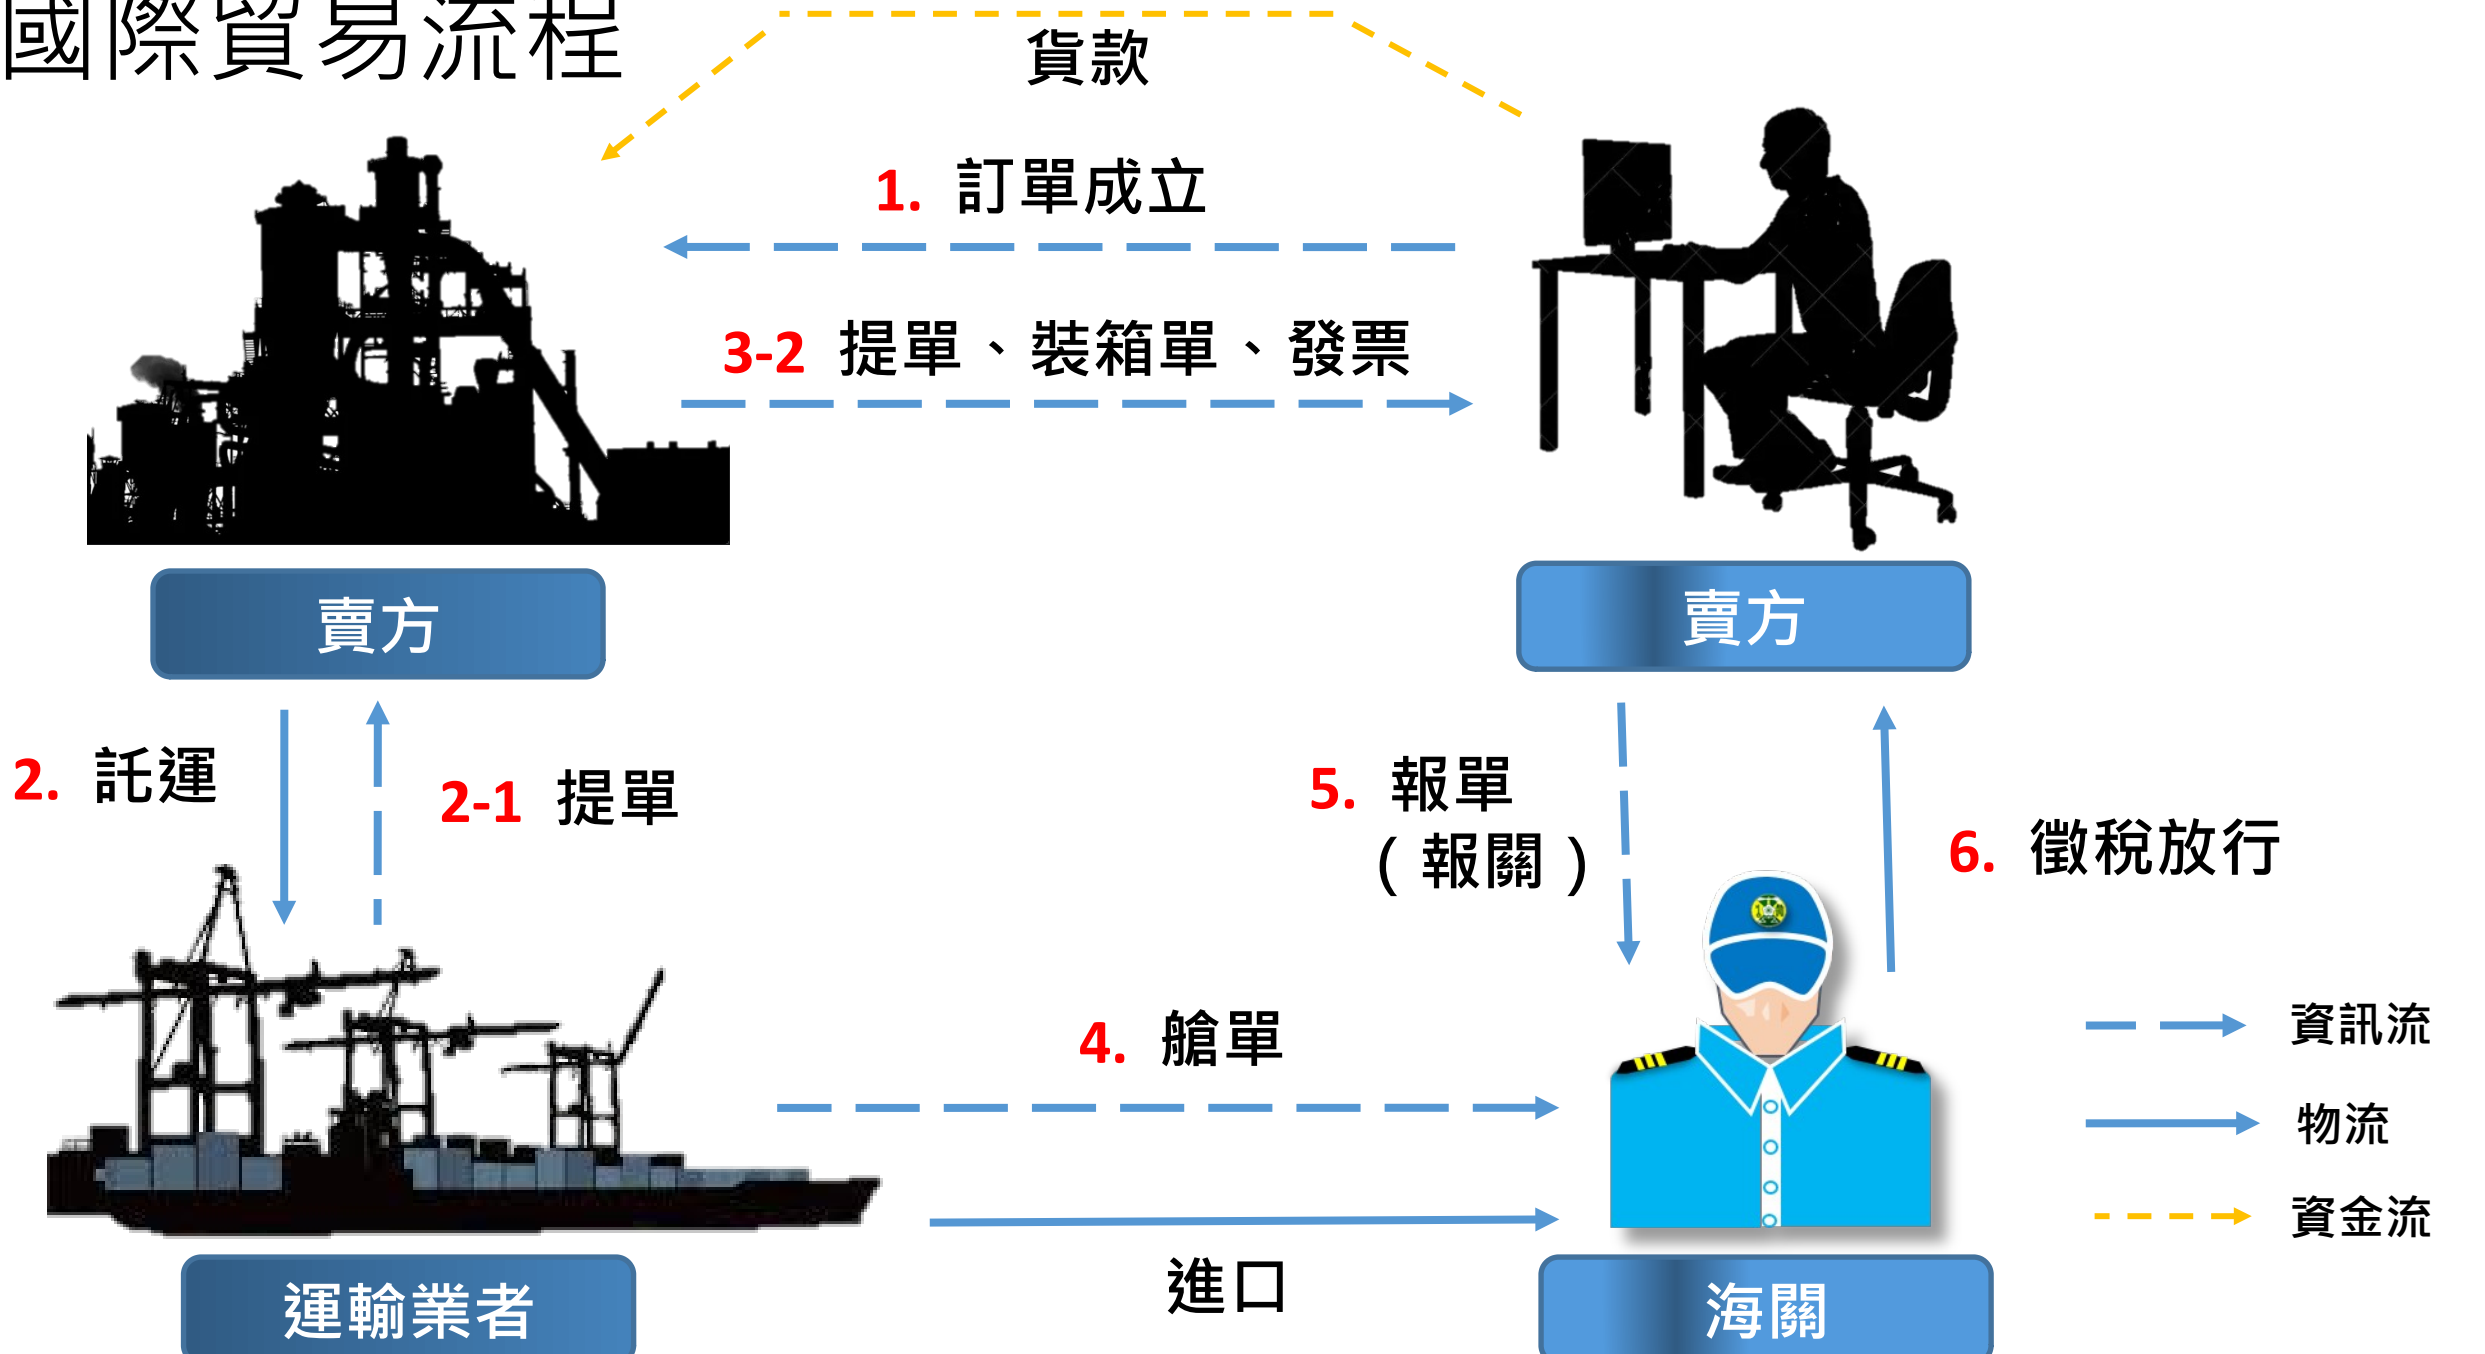 國際貿易流程
貨款
1. 訂單成立
3-2 提單、裝箱單、發票
賣方
賣方
2. 託運
2-1 提單
5. 報單
（報關）
6. 徵稅放行
4. 艙單
進口
運輸業者
海關
資訊流
物流
資金流